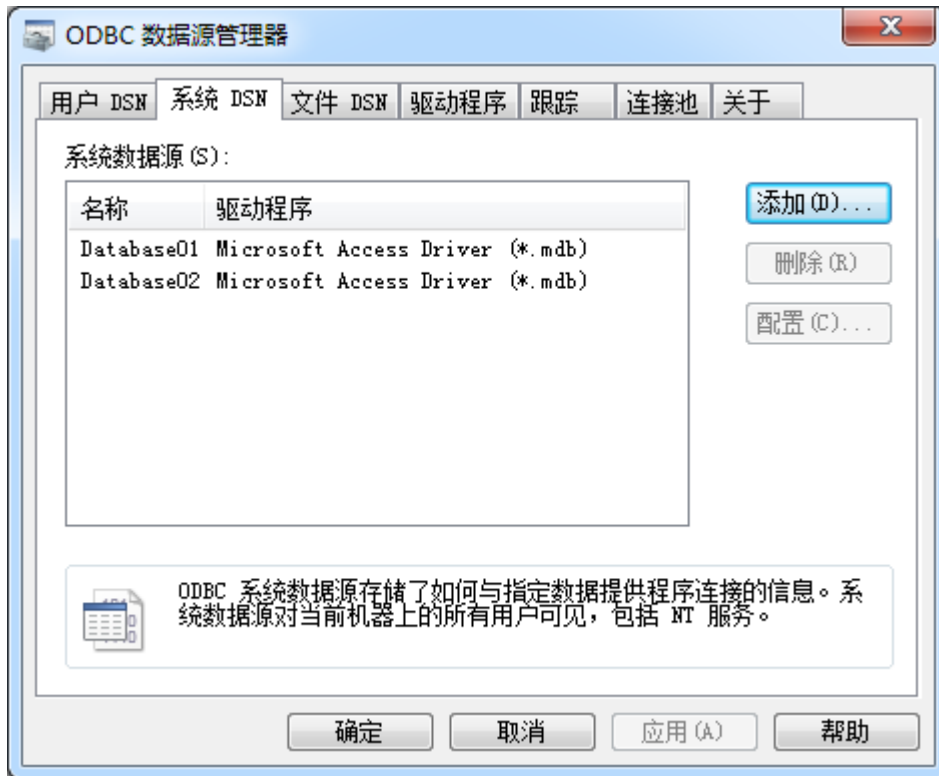 ODBC 数据源管理器
用户 DSN 系统 DSN 文件 DSN 驱动程序 跟踪 连接池 关于
系统数据源(S):
名称 驱动程序
Database01 Microsoft Access Driver (*.mdb)
Database02 Microsoft Access Driver (*.mdb)
添加(D)...
删除(R)
配置(C)...
ODBC 系统数据源存储了如何与指定数据提供程序连接的信息。系
统数据源对当前机器上的所有用户可见，包括 NT 服务。
确定 取消 应用(A) 帮助